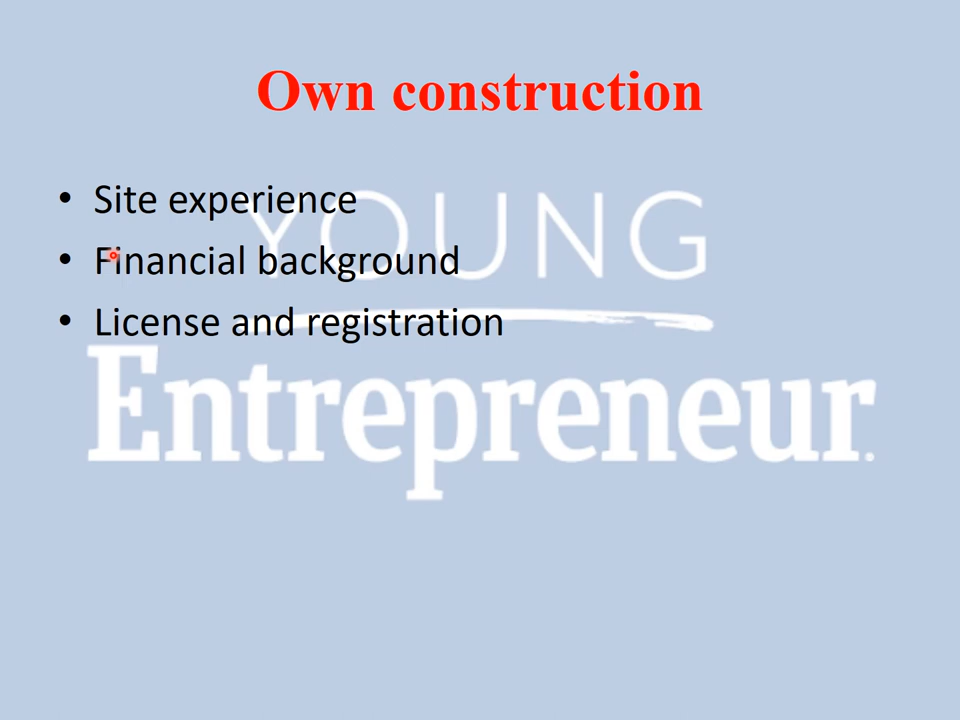 Own construction
• Site experience
• Financial background
• License and registration
YOUNG
Entrepreneur.